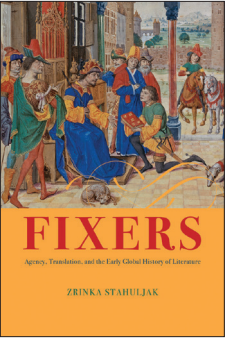 FIXERS
Agency, Translation, and the Early Global History of Literature
ZRINKA STAHULJAK